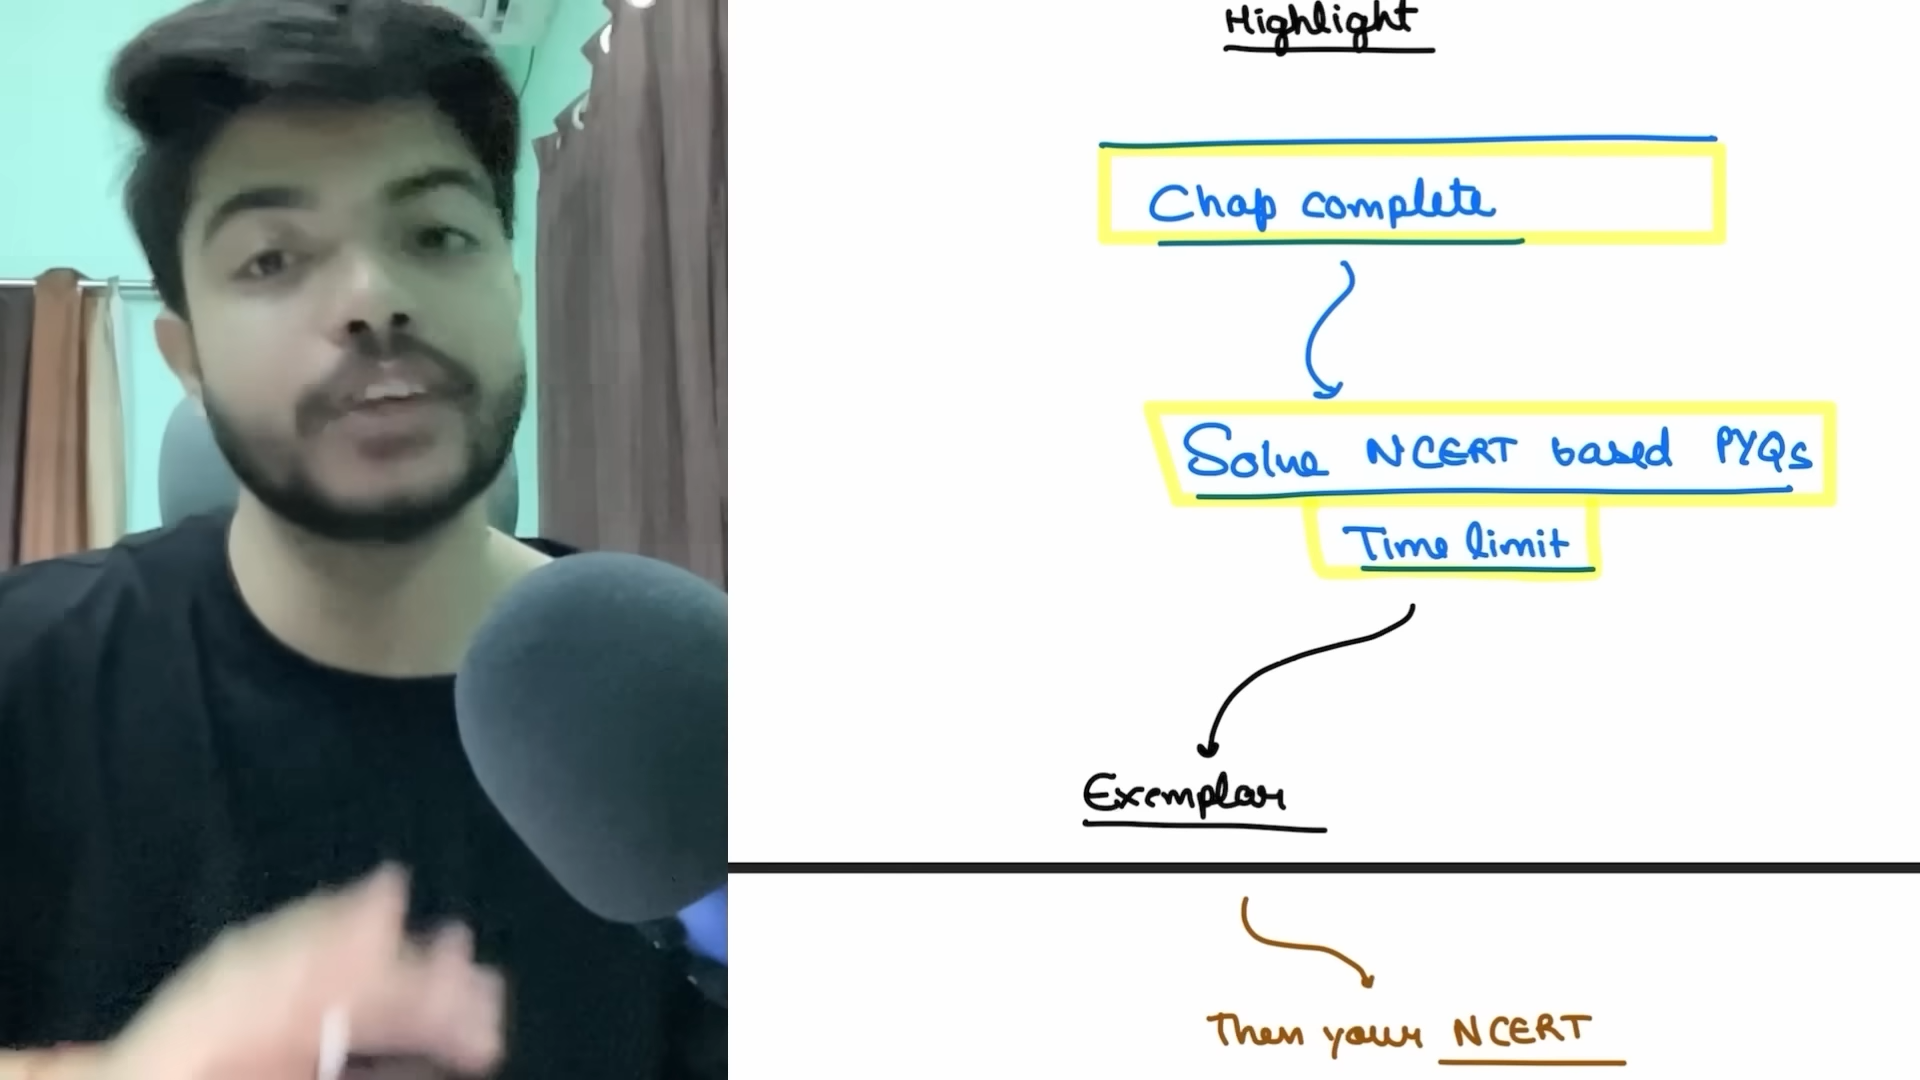 Highlight
Chap complete
Solve NCERT based PYQs
Time limit
Exemplar
Then your NCERT